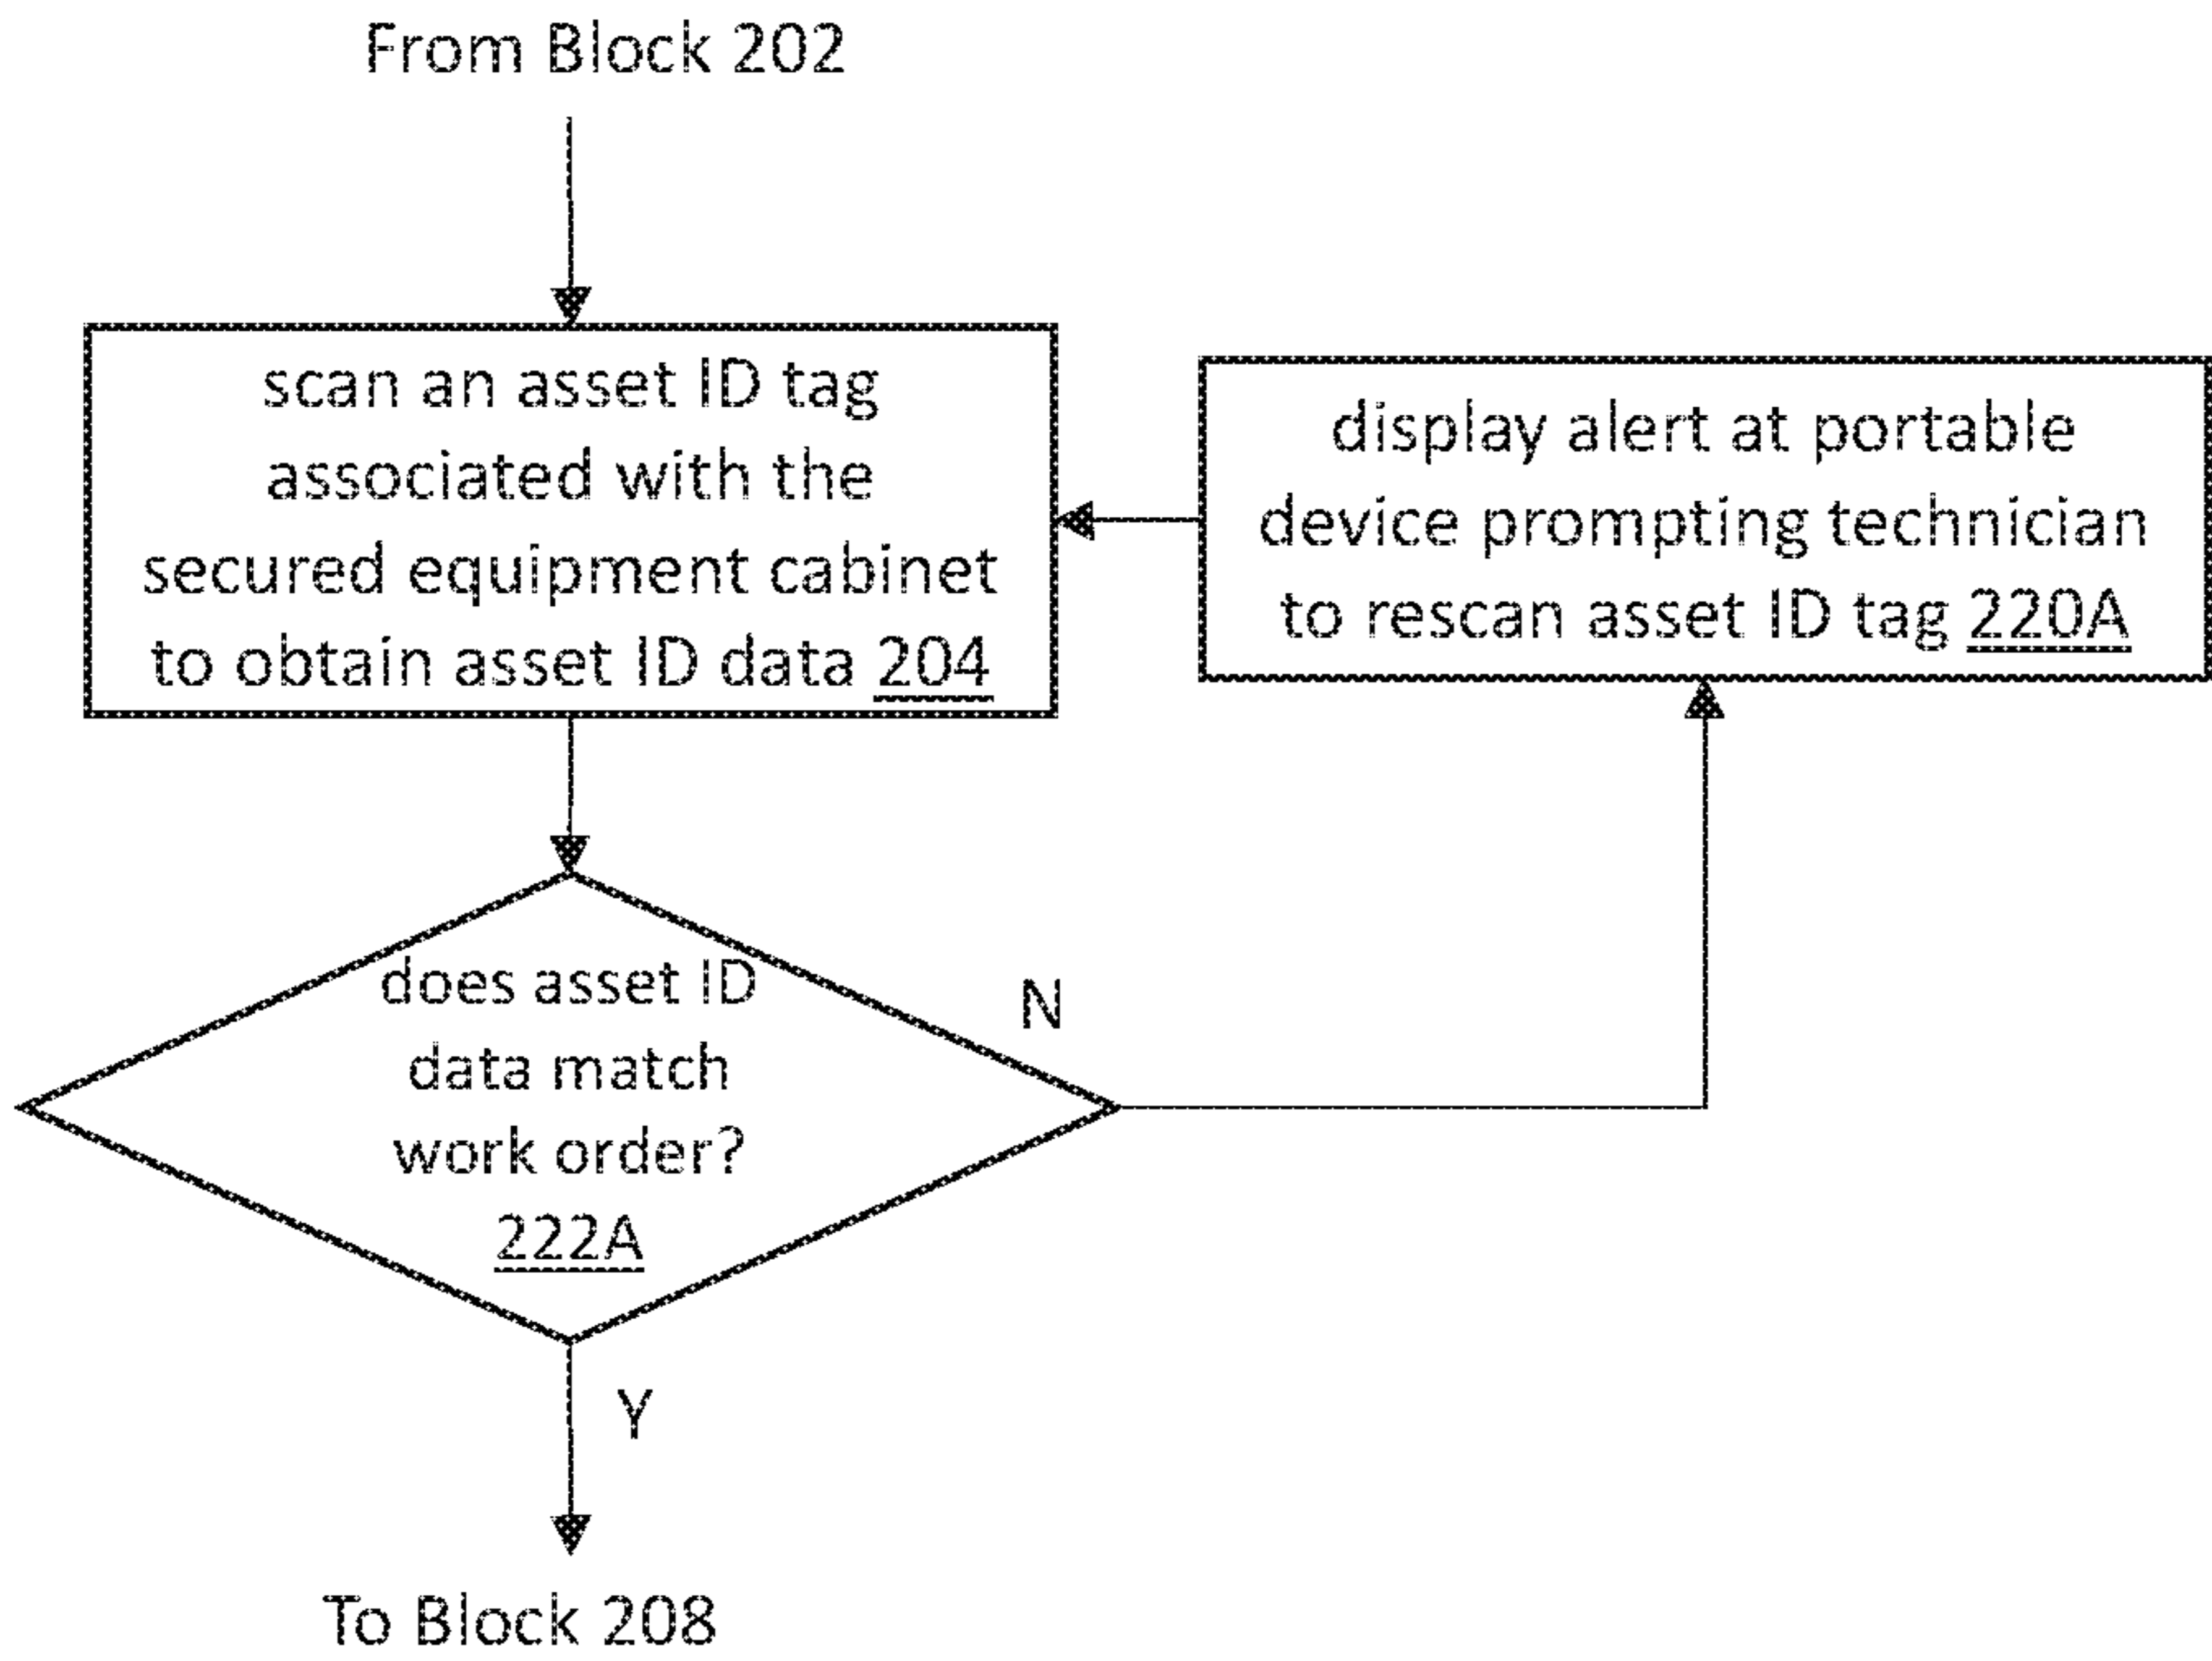 From Block 202
scan an asset ID tag
associated with the
secured equipment cabinet
to obtain asset ID data 204
display alert at portable
device prompting technician
to rescan asset ID tag 220A
does asset ID
data match
work order?
222A
N
Y
To Block 208